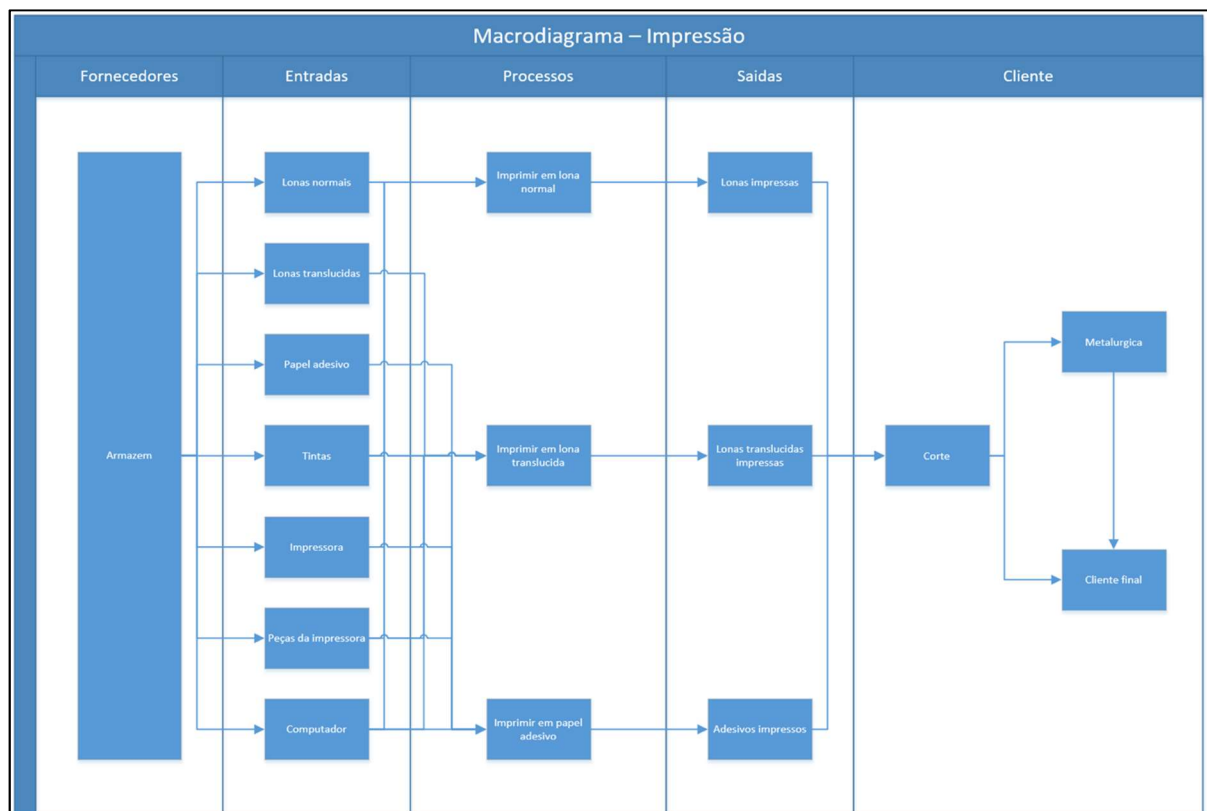 Macrodiagrama – Impressão
Fornecedores
Entradas
Processos
Saidas
Cliente
Armazem
Lonas normais
Lonas translucidas
Papel adesivo
Tintas
Impressora
Peças da impressora
Computador
Imprimir em lona
normal
Imprimir em lona
translucida
Imprimir em papel
adesivo
Lonas impressas
Lonas translucidas
impressas
Adesivos impressos
Corte
Metalurgica
Cliente final